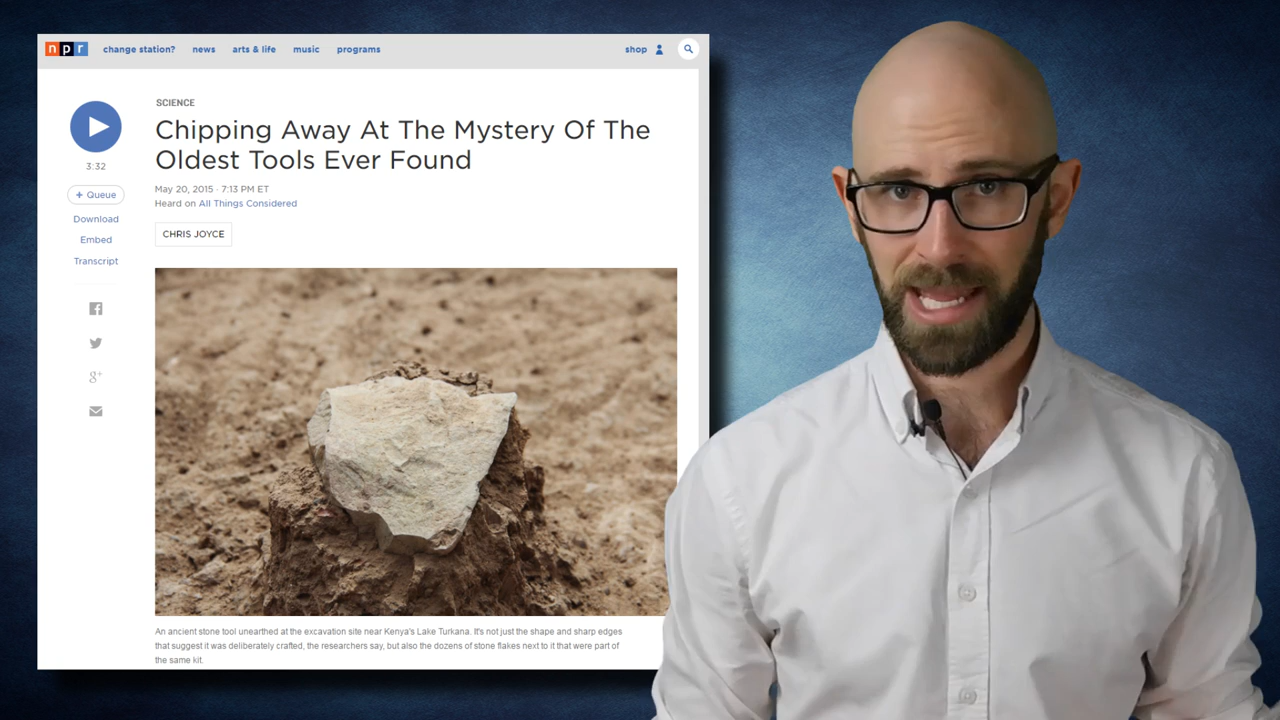 npr change station? news arts & life music programs shop
SCIENCE
Chipping Away At The Mystery Of The
Oldest Tools Ever Found
May 20, 2015 · 7:13 PM ET
Heard on All Things Considered
CHRIS JOYCE
3:32
+ Queue
Download
Embed
Transcript
g+
An ancient stone tool unearthed at the excavation site near Kenya's Lake Turkana. It's not just the shape and sharp edges
that suggest it was deliberately crafted, the researchers say, but also the dozens of stone flakes next to it that were part of
the same kit.